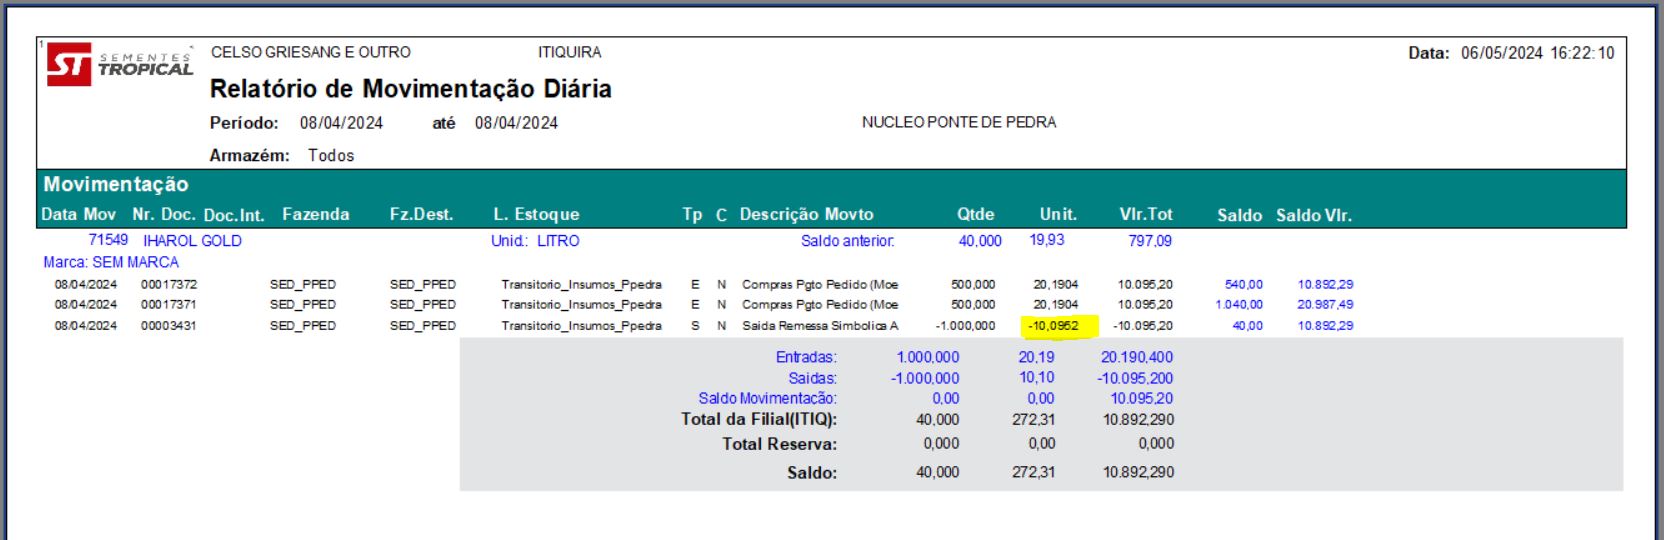 1
ST SEMENTES TROPICAL
CELSO GRIESANG E OUTRO ITIQUIRA Data: 06/05/2024 16:22:10
Relatório de Movimentação Diária
Período: 08/04/2024 até 08/04/2024 NUCLEO PONTE DE PEDRA
Armazém: Todos
Movimentação
Data Mov Nr. Doc. Doc.Int. Fazenda Fz.Dest. L. Estoque Tp C Descrição Movto Qtde Unit. Vlr.Tot Saldo Saldo Vlr.
71549 IHAROL GOLD Unid.: LITRO Saldo anterior: 40,000 19,93 797,09
Marca: SEM MARCA
08/04/2024 00017372 SED_PPED SED_PPED Transitorio_Insumos_Ppedra E N Compras Pgto Pedido (Moe 500,000 20,1904 10.095,20 540,00 10.892,29
08/04/2024 00017371 SED_PPED SED_PPED Transitorio_Insumos_Ppedra E N Compras Pgto Pedido (Moe 500,000 20,1904 10.095,20 1.040,00 20.987,49
08/04/2024 00003431 SED_PPED SED_PPED Transitorio_Insumos_Ppedra S N Saida Remessa Simbolica A -1.000,000 -10,0952 -10.095,20 40,00 10.892,29
Entradas: 1.000,000 20,19 20.190,400
Saidas: -1.000,000 10,10 -10.095,200
Saldo Movimentação: 0,00 0,00 10.095,20
Total da Filial(ITIQ): 40,000 272,31 10.892,290
Total Reserva: 0,000 0,00 0,000
Saldo: 40,000 272,31 10.892,290